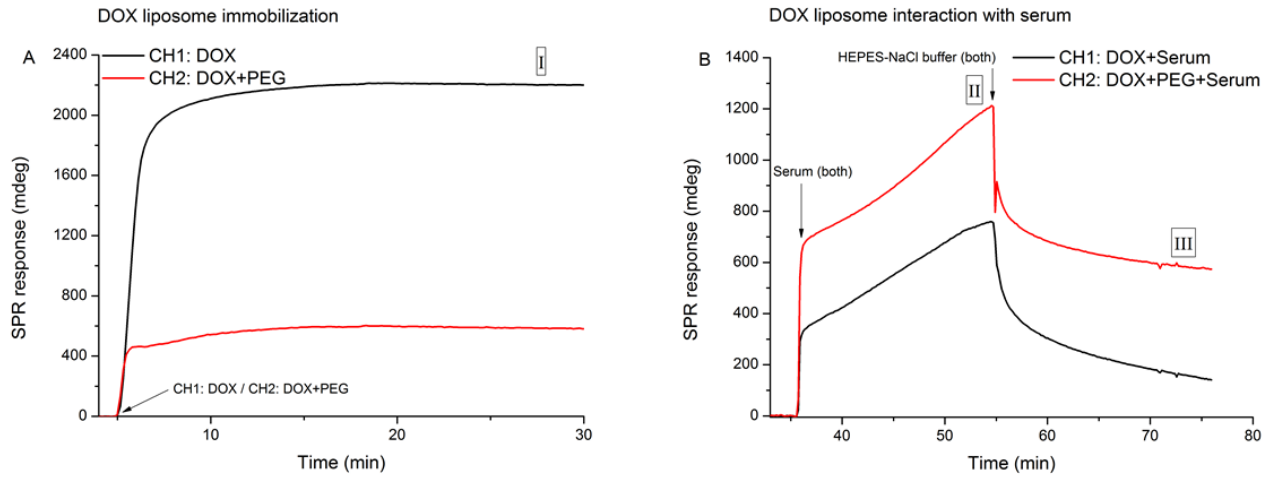 DOX liposome immobilization
A
2400
2000
1600
1200
800
400
0
SPR response (mdeg)
CH1: DOX
CH2: DOX+PEG
I
CH1: DOX / CH2: DOX+PEG
10
20
30
Time (min)
DOX liposome interaction with serum
B
1400
1200
1000
800
600
400
200
0
SPR response (mdeg)
HEPES-NaCl buffer (both)
CH1: DOX+Serum
CH2: DOX+PEG+Serum
II
Serum (both)
III
40
50
60
70
80
Time (min)